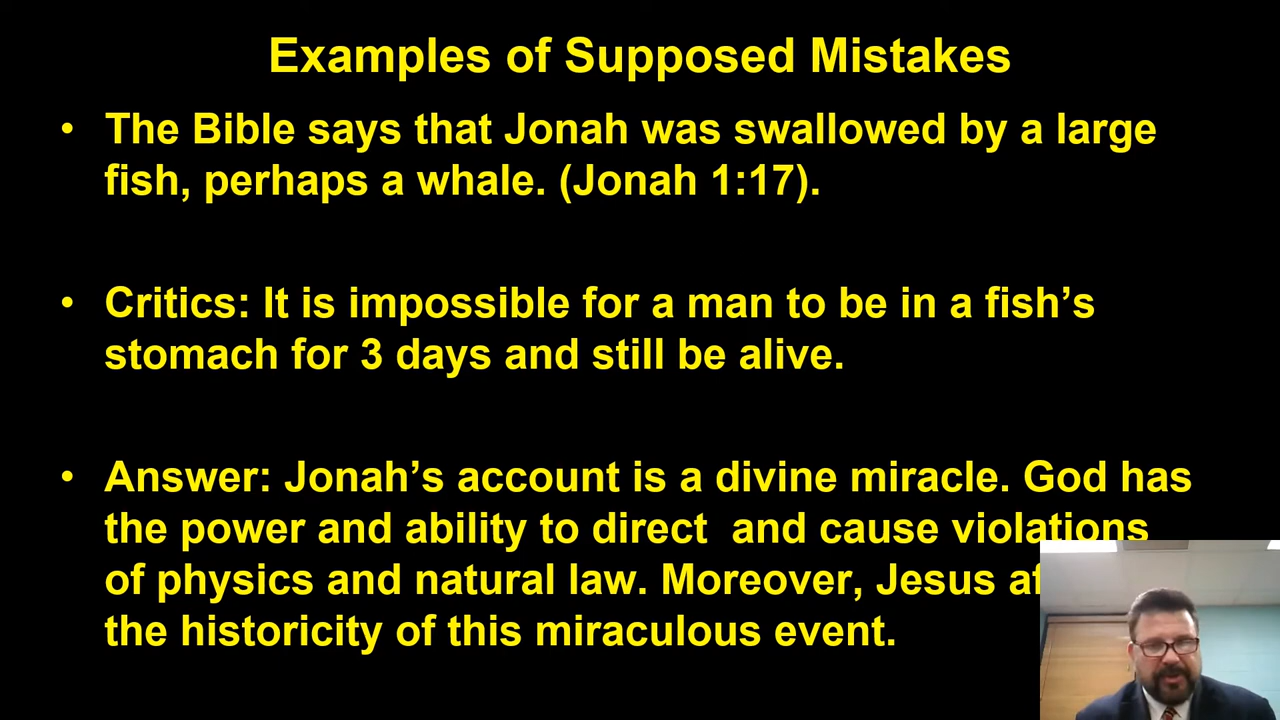 Examples of Supposed Mistakes
• The Bible says that Jonah was swallowed by a large
fish, perhaps a whale. (Jonah 1:17).
• Critics: It is impossible for a man to be in a fish’s
stomach for 3 days and still be alive.
• Answer: Jonah’s account is a divine miracle. God has
the power and ability to direct  and cause violations
of physics and natural law. Moreover, Jesus
the historicity of this miraculous event.